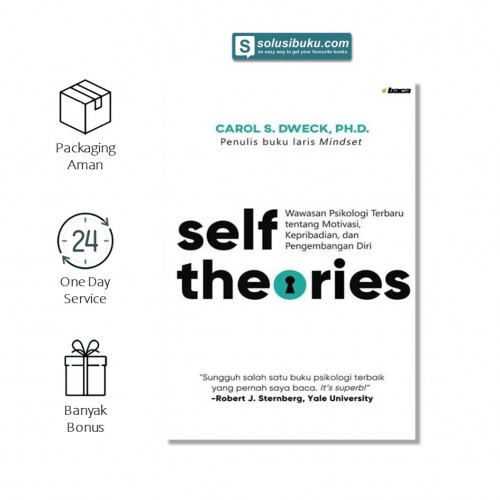 solusibuku.com
an easy way to get your favourite books.
baca
CAROL S. DWECK, PH.D.
Penulis buku laris Mindset
self
Wawasan Psikologi Terbaru
tentang Motivasi,
Kepribadian, dan
Pengembangan Diri
theories
"Sungguh salah satu buku psikologi terbaik
yang pernah saya baca. It's superb!"
-Robert J. Sternberg, Yale University
Packaging
Aman
24
One Day
Service
Banyak
Bonus